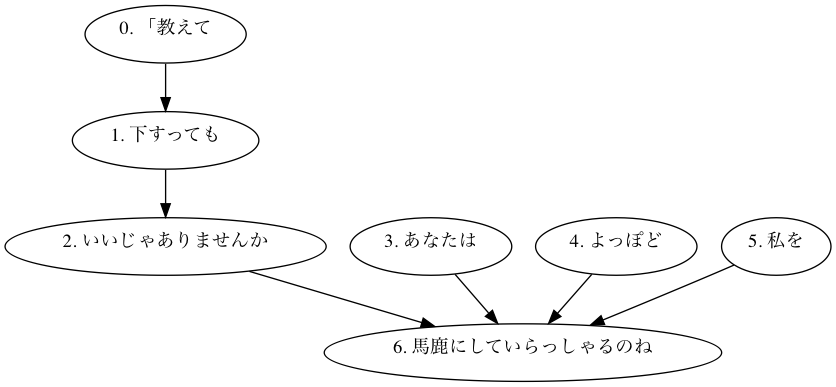 0. 「教えて
1. 下すっても
2. いいじゃありませんか
3. あなたは
4. よっぽど
5. 私を
6. 馬鹿にしていらっしゃるのね